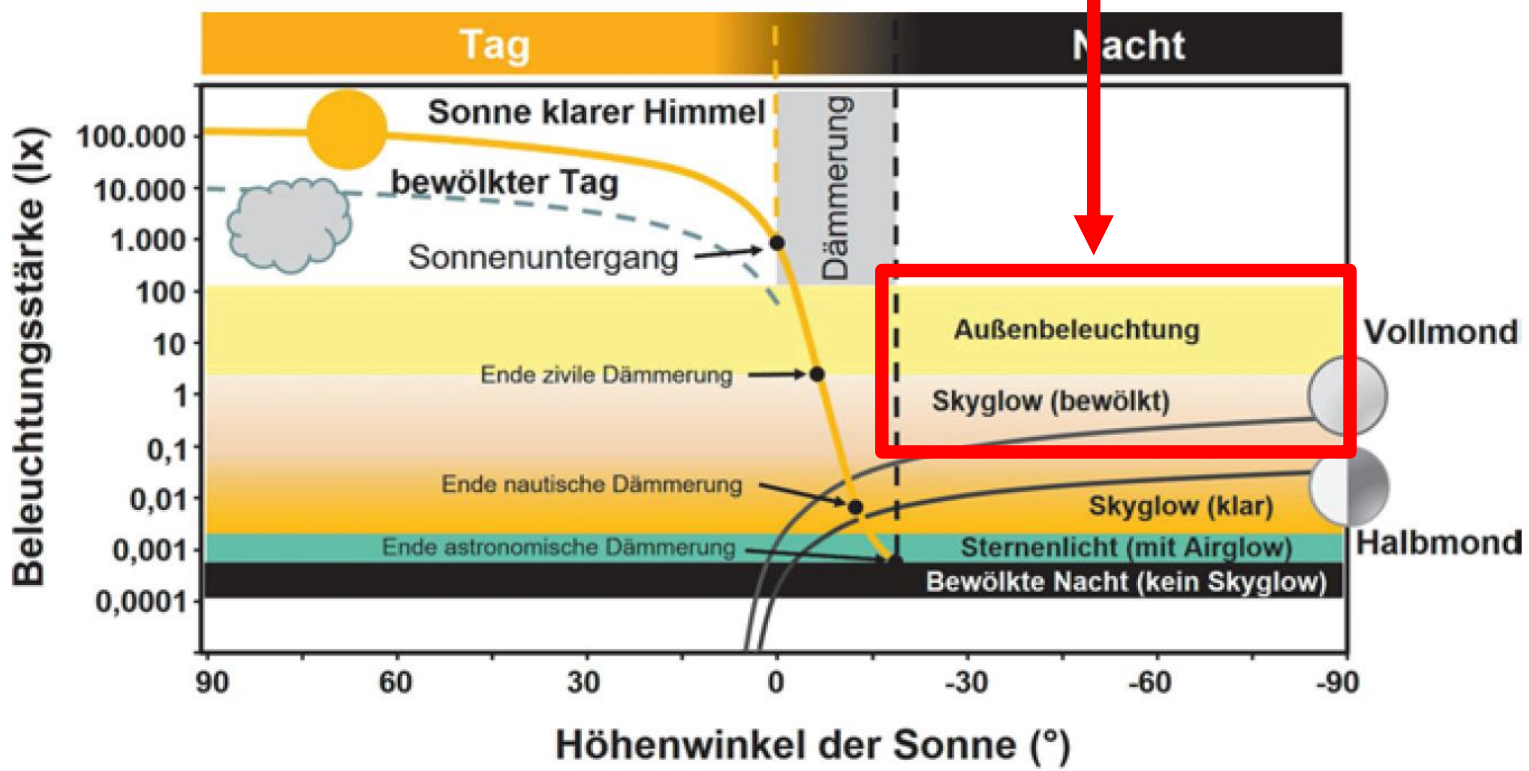 Tag
Nacht
Sonne klarer Himmel
bewölkter Tag
Sonnenuntergang
Dämmerung
Beleuchtungsstärke (lx)
100.000
10.000
1.000
100
10
1
0,1
0,01
0,001
0,0001
Außenbeleuchtung
Vollmond
Ende zivile Dämmerung
Skyglow (bewölkt)
Ende nautische Dämmerung
Skyglow (klar)
Ende astronomische Dämmerung
Sternenlicht (mit Airglow)
Halbmond
Bewölkte Nacht (kein Skyglow)
90
60
30
0
-30
-60
-90
Höhenwinkel der Sonne (°)